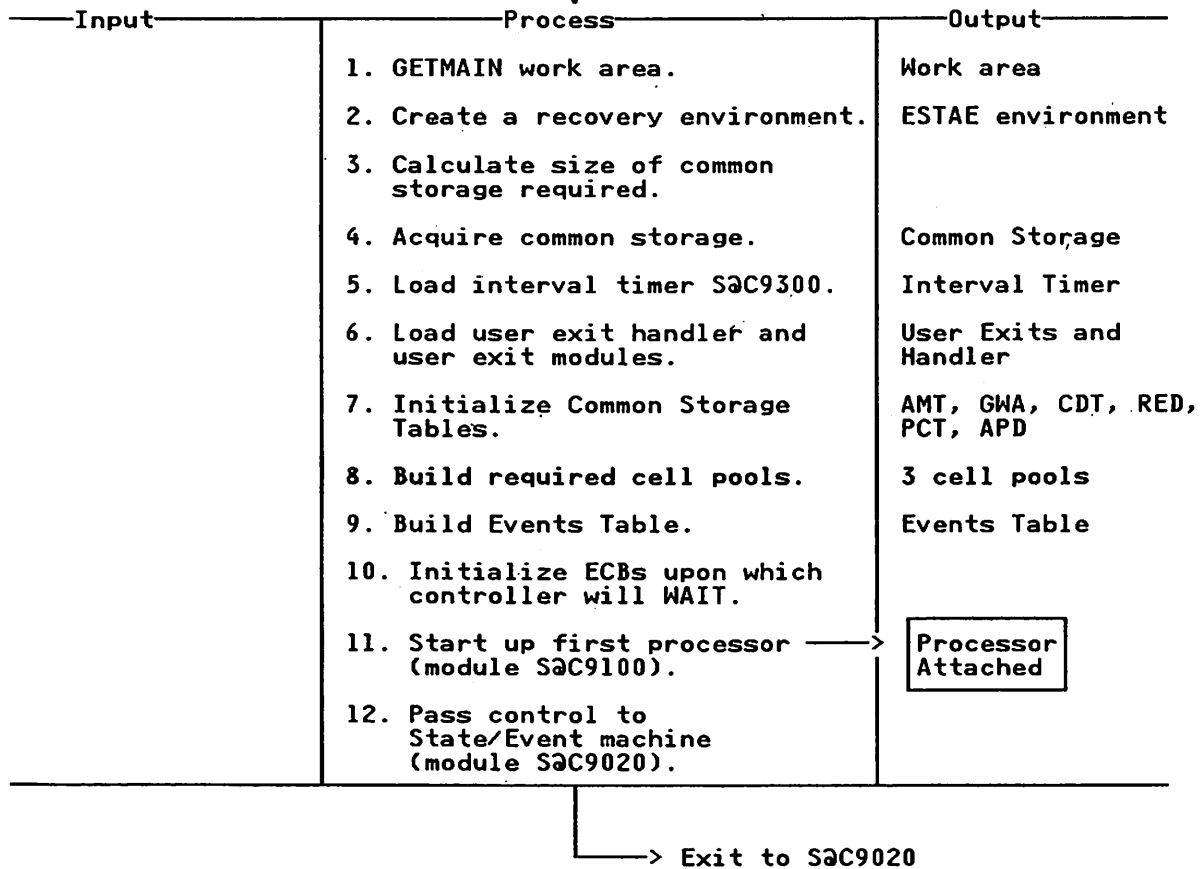 Input Process Output
1. GETMAIN work area. Work area
2. Create a recovery environment. ESTAE environment
3. Calculate size of common
storage required.
4. Acquire common storage. Common Storage
5. Load interval timer S∂C9300. Interval Timer
6. Load user exit handler and User Exits and
user exit modules. Handler
7. Initialize Common Storage AMT, GWA, CDT, RED,
Tables. PCT, APD
8. Build required cell pools. 3 cell pools
9. Build Events Table. Events Table
10. Initialize ECBs upon which
controller will WAIT.
11. Start up first processor Processor
(module S∂C9100). Attached
12. Pass control to
State/Event machine
(module S∂C9020).
Exit to S∂C9020